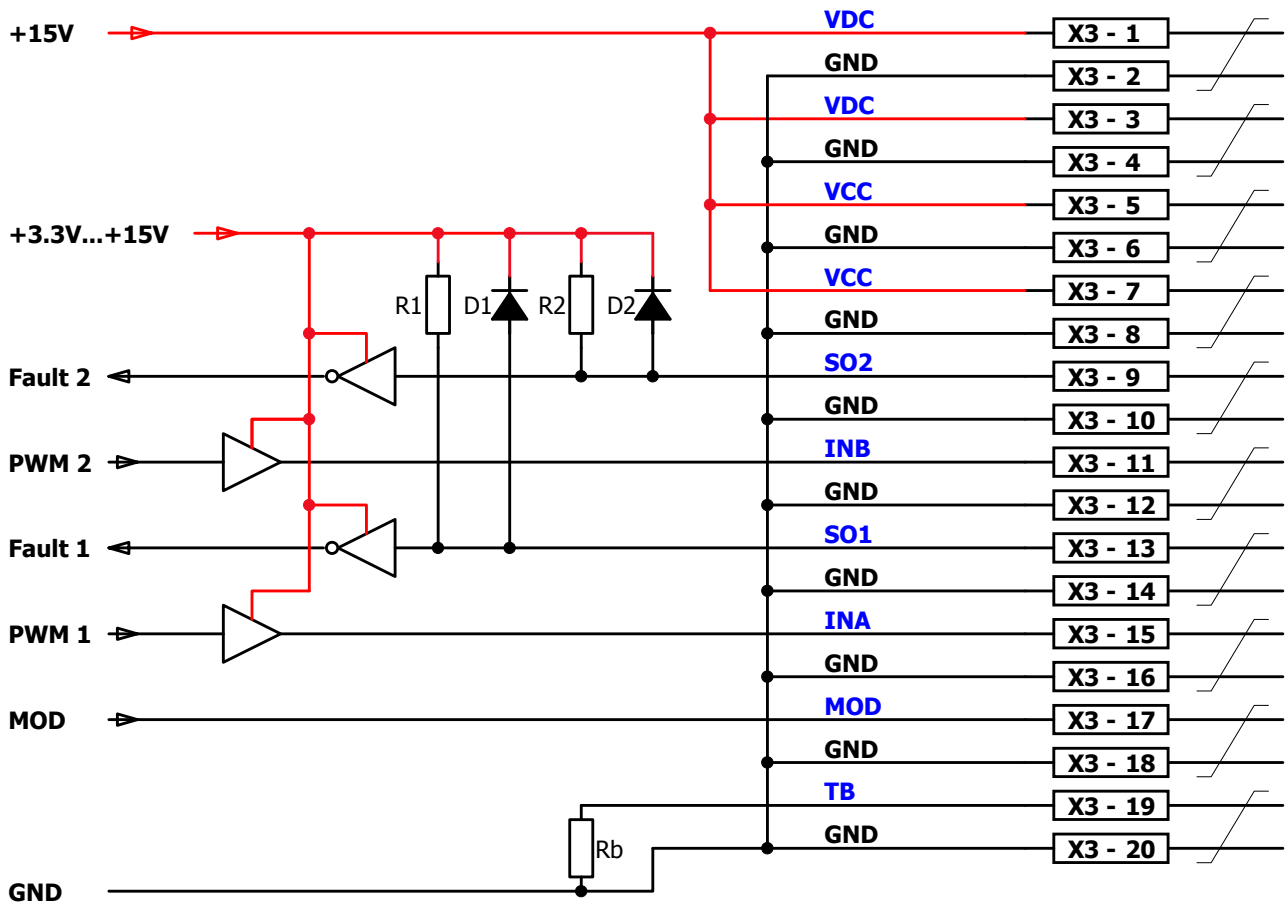 +15V VDC X3 - 1
GND X3 - 2
VDC X3 - 3
GND X3 - 4
VCC X3 - 5
+3.3V...+15V GND X3 - 6
VCC X3 - 7
R1 D1 R2 D2
GND X3 - 8
Fault 2 SO2 X3 - 9
GND X3 - 10
PWM 2 INB X3 - 11
GND X3 - 12
Fault 1 SO1 X3 - 13
GND X3 - 14
PWM 1 INA X3 - 15
GND X3 - 16
MOD MOD X3 - 17
GND X3 - 18
TB X3 - 19
Rb GND X3 - 20
GND